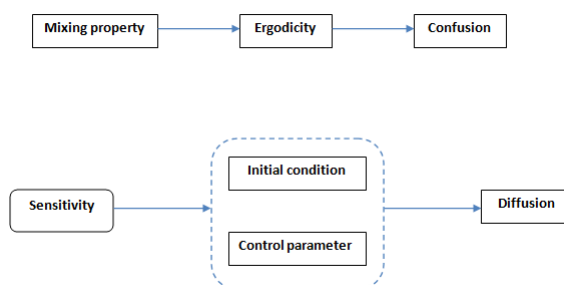 Mixing property
Ergodicity
Confusion
Initial condition
Sensitivity
Diffusion
Control parameter